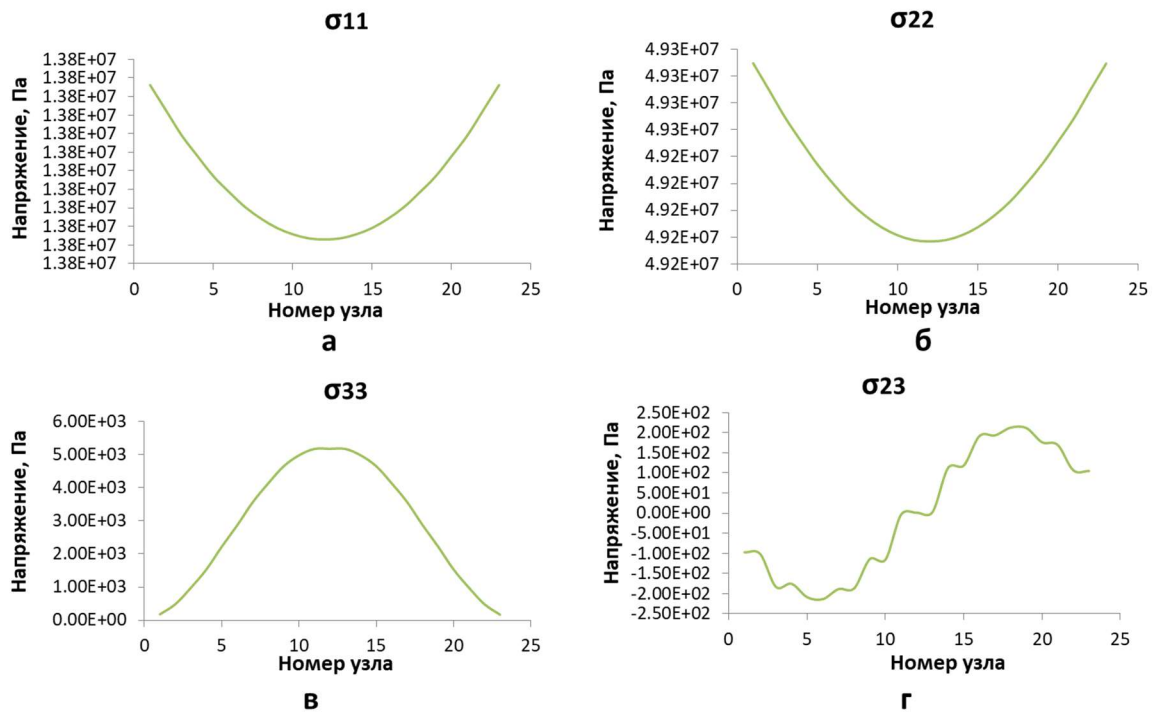 σ11
Напряжение, Па
1.38E+07
1.38E+07
1.38E+07
1.38E+07
1.38E+07
1.38E+07
1.38E+07
1.38E+07
1.38E+07
1.38E+07
1.38E+07
1.38E+07
0 5 10 15 20 25
Номер узла
а
σ22
Напряжение, Па
4.93E+07
4.93E+07
4.93E+07
4.93E+07
4.92E+07
4.92E+07
4.92E+07
4.92E+07
4.92E+07
0 5 10 15 20 25
Номер узла
б
σ33
Напряжение, Па
6.00E+03
5.00E+03
4.00E+03
3.00E+03
2.00E+03
1.00E+03
0.00E+00
0 5 10 15 20 25
Номер узла
в
σ23
Напряжение, Па
2.50E+02
2.00E+02
1.50E+02
1.00E+02
5.00E+01
0.00E+00
-5.00E+01
-1.00E+02
-1.50E+02
-2.00E+02
-2.50E+02
0 5 10 15 20 25
Номер узла
г